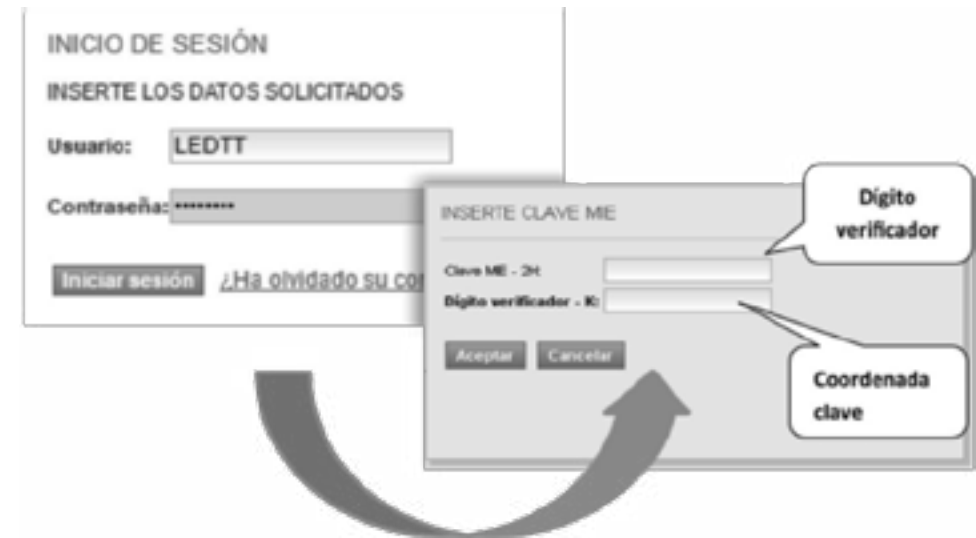 INICIO DE SESIÓN
INSERTE LOS DATOS SOLICITADOS
Usuario: LEDTT
Contraseña: ••••••••
Iniciar sesión ¿Ha olvidado su con
INSERTE CLAVE ME
Clave ME - 2H:
Dígito verificador - K:
Aceptar Cancelar
Dígito
verificador
Coordenada
clave